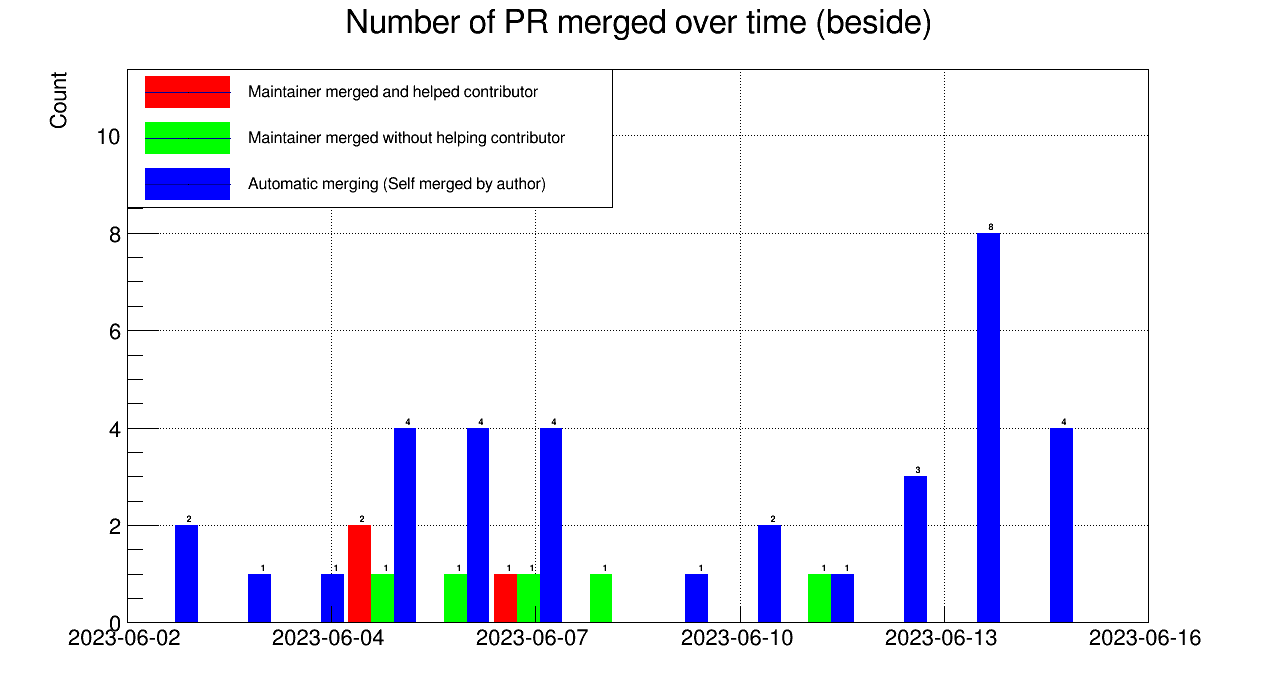 Number of PR merged over time (beside)
Count
Maintainer merged and helped contributor
Maintainer merged without helping contributor
Automatic merging (Self merged by author)
10
8
6
4
2
0
2 1 1 2 1 4 1 4 1 1 4 1 1 2 1 1 3 8 4
2023-06-02 2023-06-04 2023-06-07 2023-06-10 2023-06-13 2023-06-16